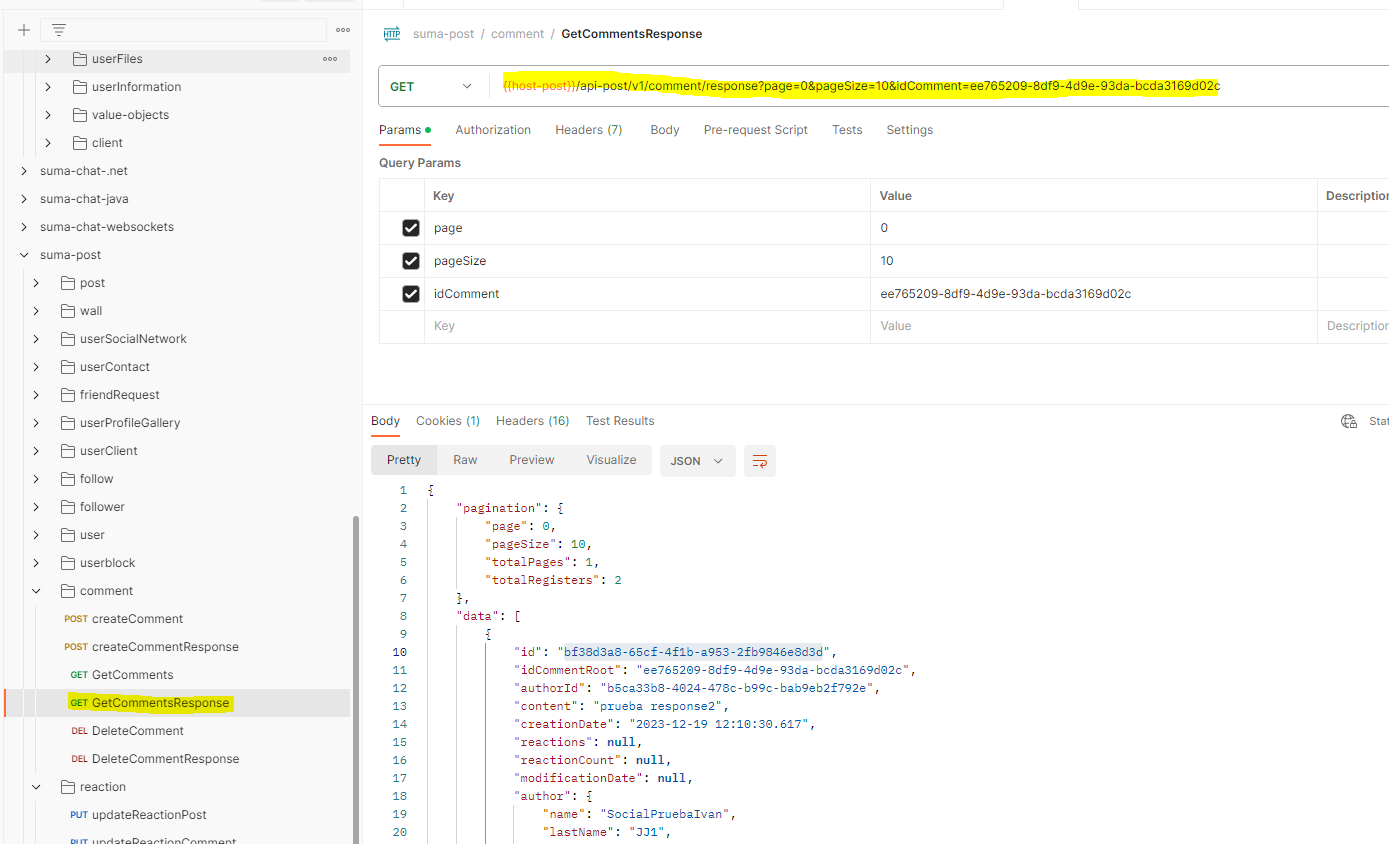 userFiles
userInformation
value-objects
client
suma-chat-.net
suma-chat-java
suma-chat-websockets
suma-post
post
wall
userSocialNetwork
userContact
friendRequest
userProfileGallery
userClient
follow
follower
user
userblock
comment
POST createComment
POST createCommentResponse
GET GetComments
GET GetCommentsResponse
DEL DeleteComment
DEL DeleteCommentResponse
reaction
PUT updateReactionPost
PUT updateReactionComment
HTTP suma-post / comment / GetCommentsResponse
GET {{host-post}}/api-post/v1/comment/response?page=0&pageSize=10&idComment=ee765209-8df9-4d9e-93da-bcda3169d02c
Params Authorization Headers (7) Body Pre-request Script Tests Settings
Query Params
Key Value Description
page 0
pageSize 10
idComment ee765209-8df9-4d9e-93da-bcda3169d02c
Key Value Description
Body Cookies (1) Headers (16) Test Results Stat
Pretty Raw Preview Visualize JSON
1 {
2 "pagination": {
3 "page": 0,
4 "pageSize": 10,
5 "totalPages": 1,
6 "totalRegisters": 2
7 },
8 "data": [
9 {
10 "id": "bf38d3a8-65cf-4f1b-a953-2fb9846e8d3d",
11 "idCommentRoot": "ee765209-8df9-4d9e-93da-bcda3169d02c",
12 "authorId": "b5ca33b8-4024-478c-b99c-bab9eb2f792e",
13 "content": "prueba response2",
14 "creationDate": "2023-12-19 12:10:30.617",
15 "reactions": null,
16 "reactionCount": null,
17 "modificationDate": null,
18 "author": {
19 "name": "SocialPruebaIvan",
20 "lastName": "JJ1",